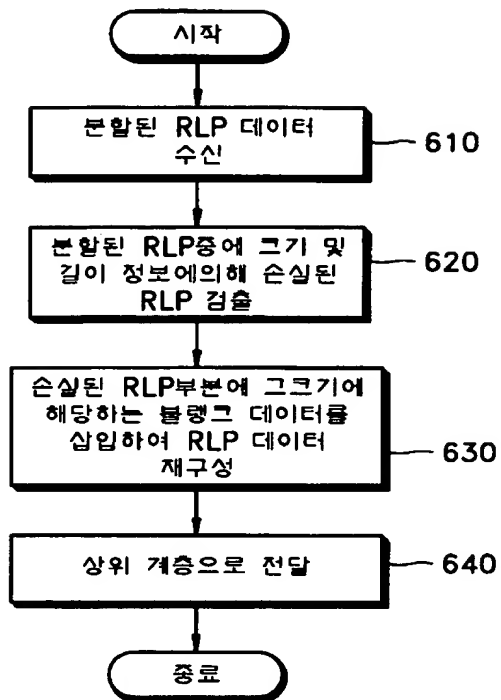 시작
분할된 RLP 데이터
수신
610
분할된 RLP중에 크기 및
길이 정보에의해 손실된
RLP 검출
620
손실된 RLP부분에 그크기에
해당하는 블랭크 데이터를
삽입하여 RLP 데이터
재구성
630
상위 계층으로 전달
640
종료